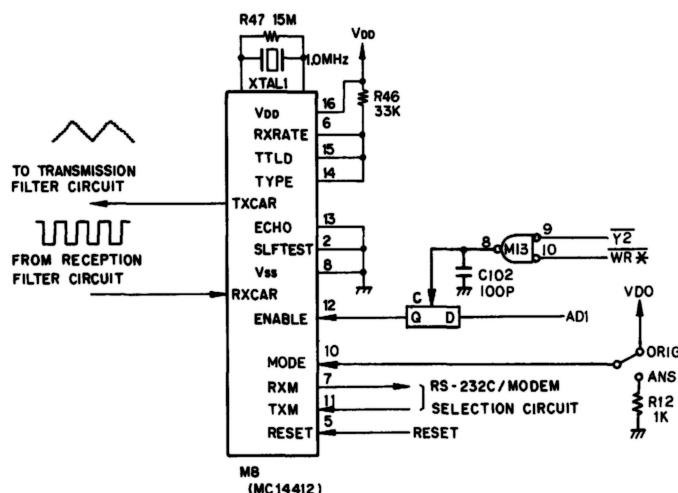 R47 15M
1.0MHz
XTAL1
VDD
R46
33K
VDD
16
RXRATE
6
TTLD
15
TYPE
14
TO TRANSMISSION
FILTER CIRCUIT
TXCAR
ECHO
13
SLFTEST
2
VSS
8
FROM RECEPTION
FILTER CIRCUIT
RXCAR
8
M13
9
Y2
10
WR*
C102
100P
ENABLE
12
C
Q D
AD1
VDO
ORIG
ANS
R12
1K
MODE
10
RXM
7
RS-232C/MODEM
TXM
11
SELECTION CIRCUIT
RESET
5
RESET
M8
(MC14412)